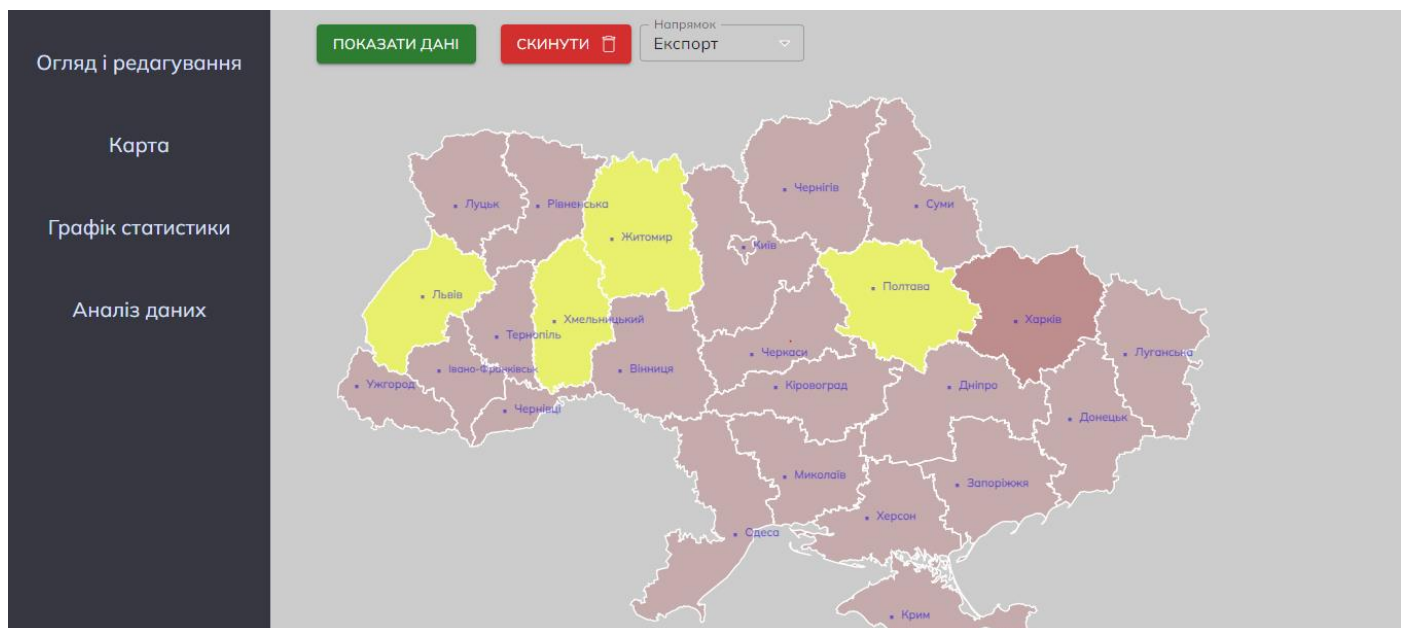 Огляд і редагування
Карта
Графік статистики
Аналіз даних
ПОКАЗАТИ ДАНІ
СКИНУТИ
Напрямок
Експорт
Чернігів
Луцьк
Рівненська
Суми
Житомир
Київ
Полтава
Львів
Хмельницький
Харків
Тернопіль
Черкаси
Луганська
Івано-Франківськ
Вінниця
Ужгород
Кіровоград
Дніпро
Чернівці
Донецьк
Миколаїв
Запоріжжя
Херсон
Одеса
Крим